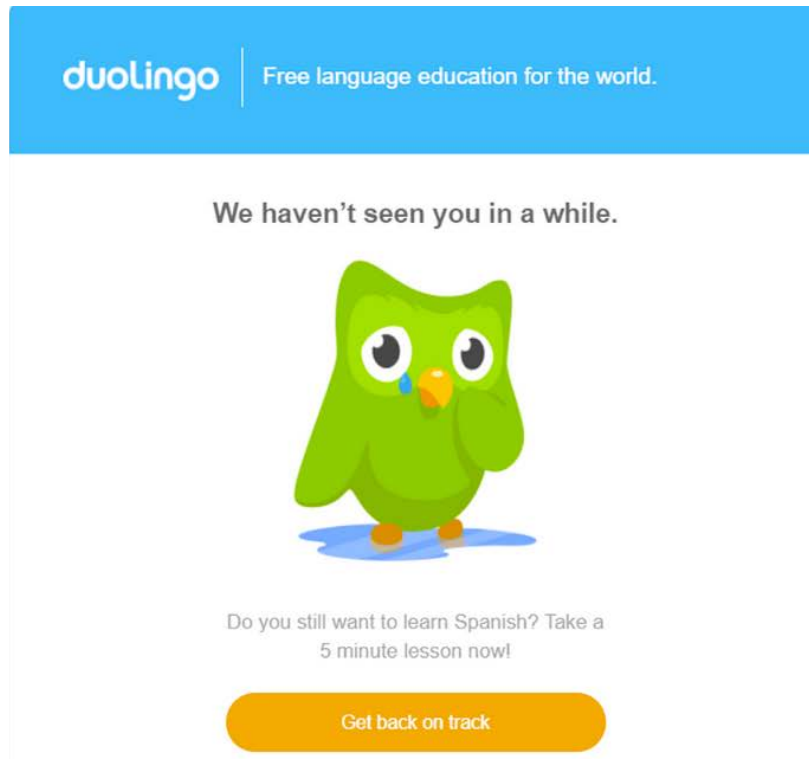 duolingo
Free language education for the world.
We haven’t seen you in a while.
Do you still want to learn Spanish? Take a
5 minute lesson now!
Get back on track